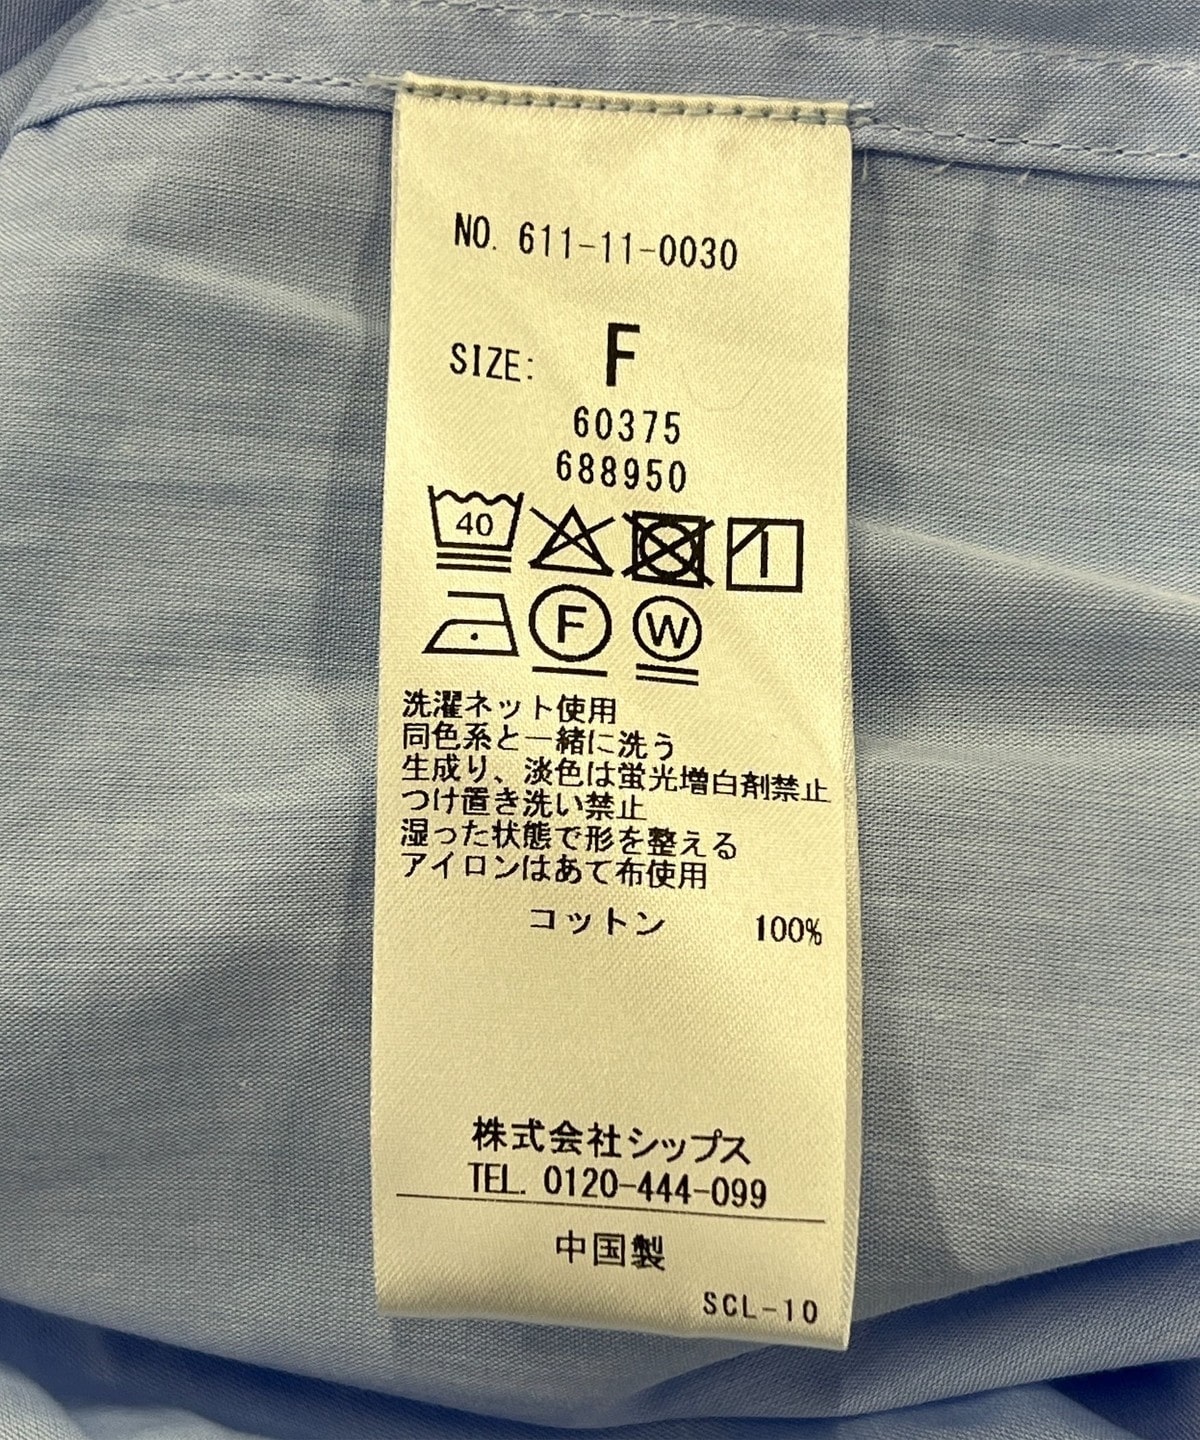 NO. 611-11-0030
SIZE: F
60375
688950
40
F W
洗濯ネット使用
同色系と一緒に洗う
生成り、淡色は蛍光増白剤禁止
つけ置き洗い禁止
湿った状態で形を整える
アイロンはあて布使用
コットン 100%
株式会社シップス
TEL. 0120-444-099
中国製
SCL-10